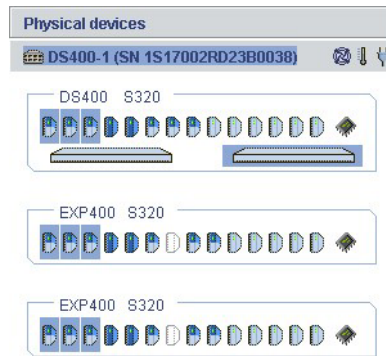 Physical devices
DS400-1 (SN 1S17002RD23B0038)
DS400 S320
EXP400 S320
EXP400 S320